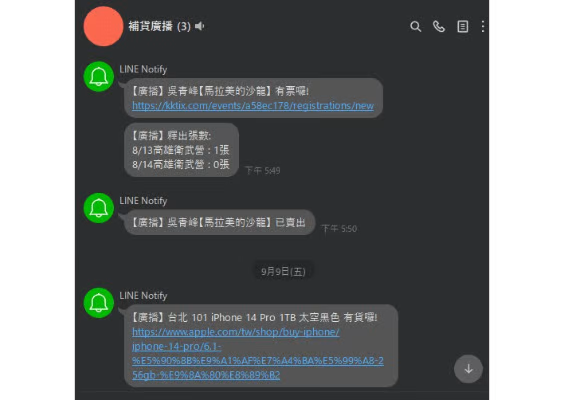 補貨廣播 (3)
LINE Notify
【廣播】吳青峰【馬拉美的沙龍】有票囉!
https://kktix.com/events/a58ec178/registrations/new
【廣播】釋出張數:
8/13高雄衛武營 : 1張
8/14高雄衛武營 : 0張
下午 5:49
LINE Notify
【廣播】吳青峰【馬拉美的沙龍】已賣出
下午 5:50
9月9日(五)
LINE Notify
【廣播】台北 101 iPhone 14 Pro 1TB 太空黑色 有貨囉!
https://www.apple.com/tw/shop/buy-iphone/
iphone-14-pro/6.1-
%E5%90%8B%E9%A1%AF%E7%A4%BA%E5%99%A8-2
56gb-%E9%8A%80%E8%89%B2